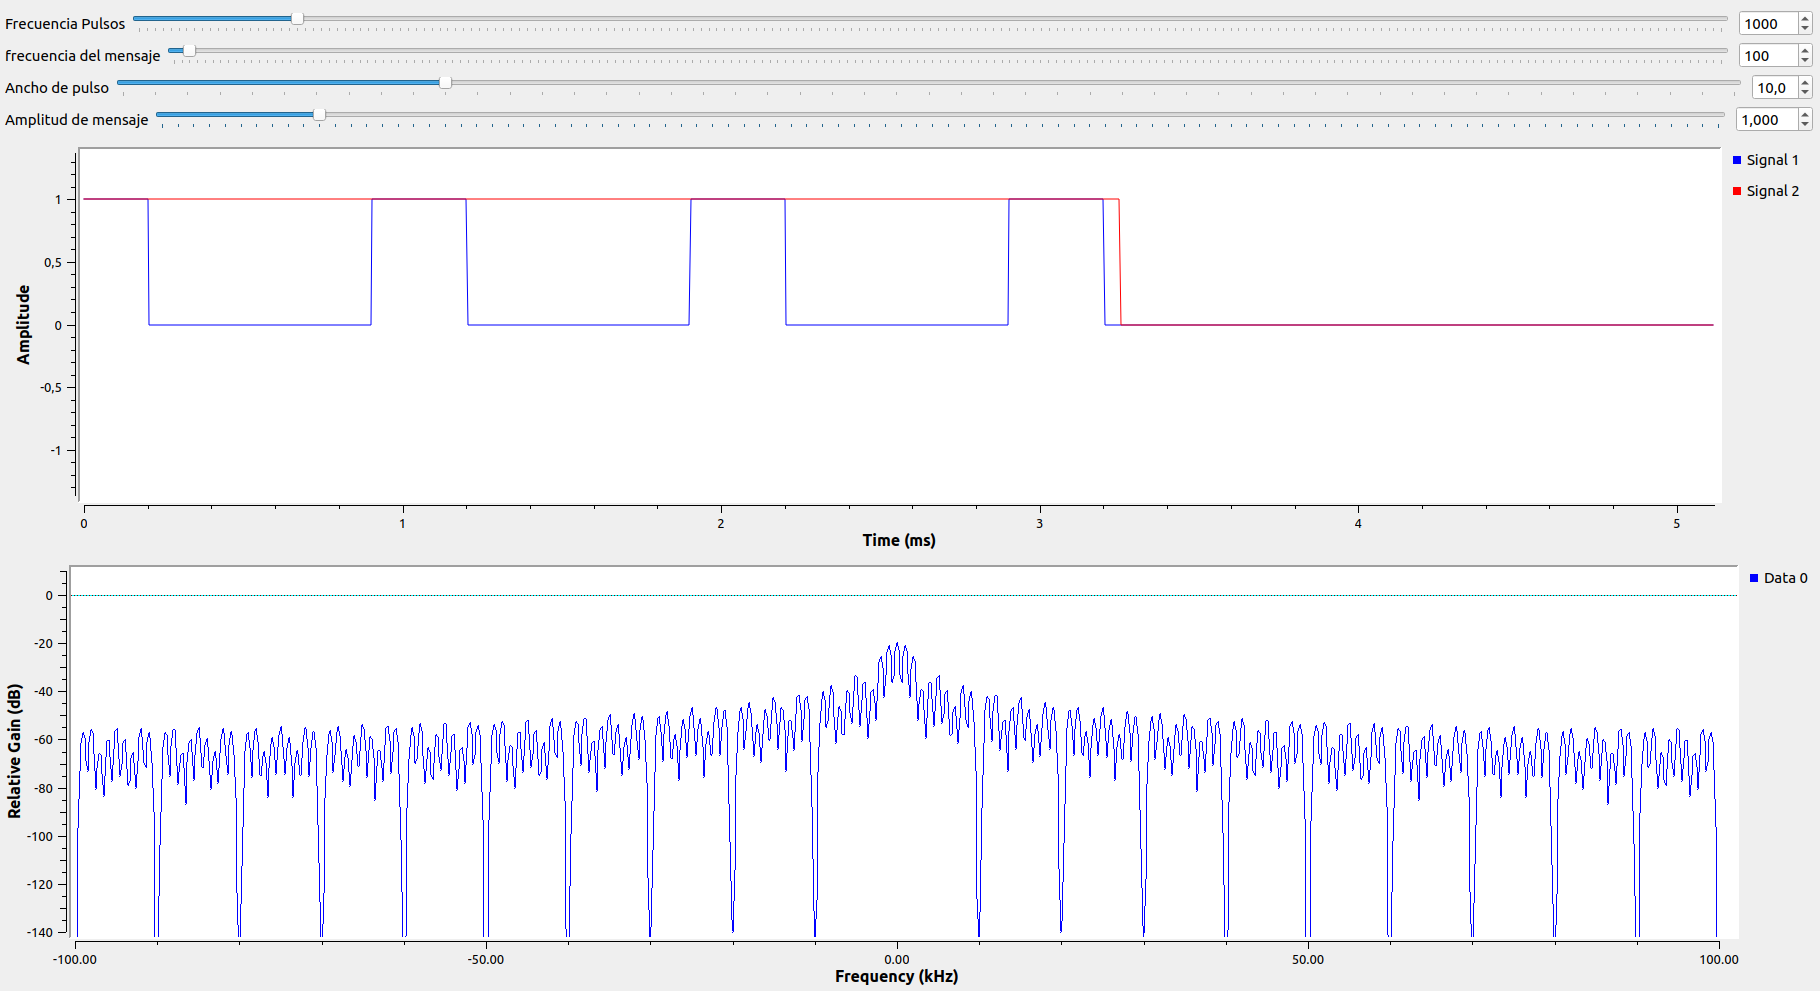 Frecuencia Pulsos 1000
frecuencia del mensaje 100
Ancho de pulso 10,0
Amplitud de mensaje 1,000
Signal 1
Signal 2
1
0,5
0
-0,5
-1
Amplitude
0 1 2 3 4 5
Time (ms)
Data 0
0
-20
-40
-60
-80
-100
-120
-140
Relative Gain (dB)
-100.00 -50.00 0.00 50.00 100.00
Frequency (kHz)